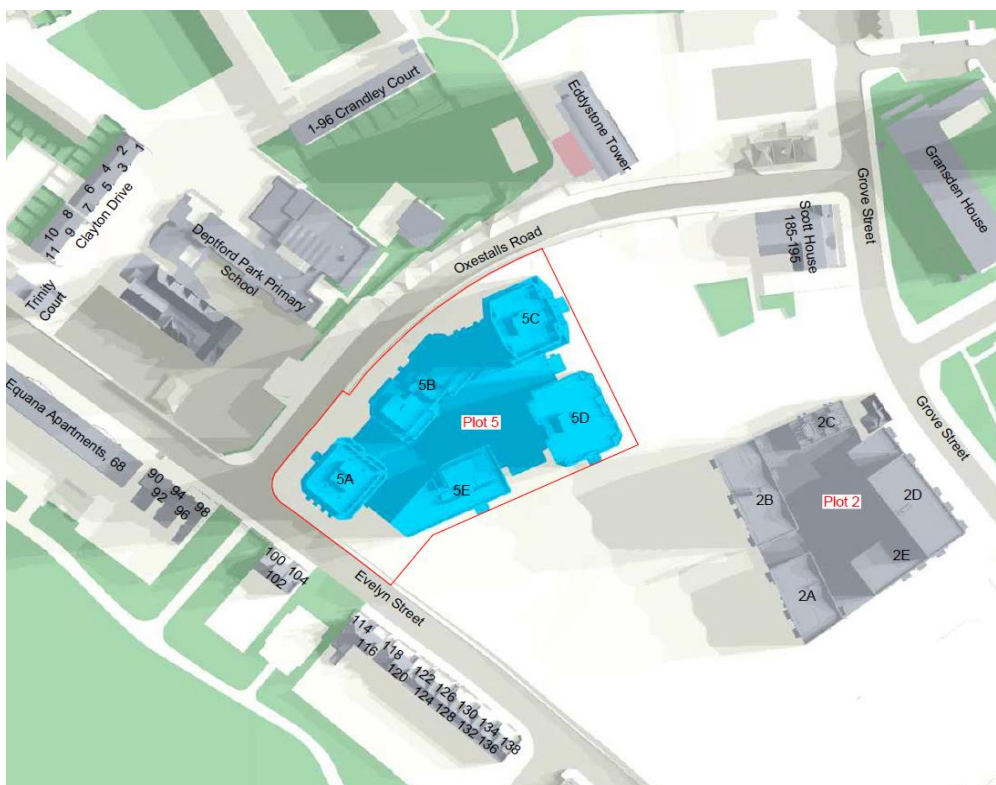 1-96 Crandley Court
Eddystone Tower
Gransden House
Grove Street
1
2
3
4
5
6
7
8
9
10
11
Clayton Drive
Deptford Park Primary
School
Oxestalls Road
Scott House
185-195
Trinity
Court
5C
5B
Plot 5
5D
5A
5E
Grove Street
2C
2B
Plot 2
2D
2E
2A
Equana Apartments, 68
90
92
94
96
98
100
102
104
Evelyn Street
114
116
118
120
122
124
126
128
130
132
134
136
138